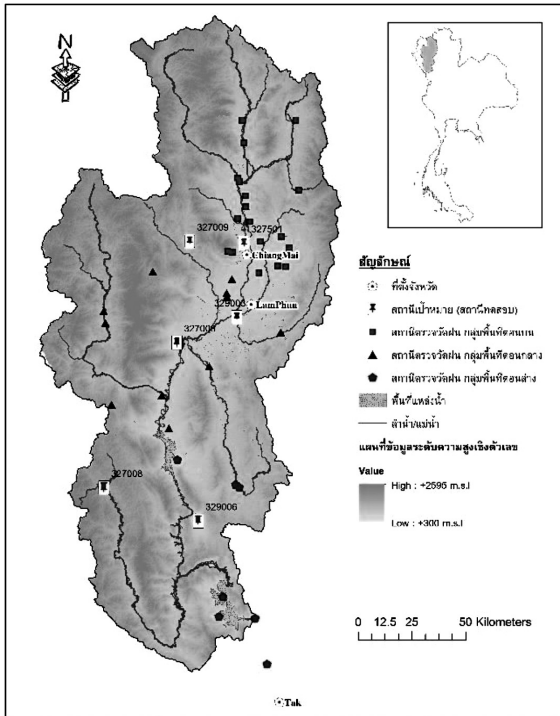 N
327009
327501
ChiangMai
329003
LamPhun
327005
327008
329006
Tak
สัญลักษณ์
ที่ตั้งจังหวัด
สถานีเป้าหมาย (สถานีทดสอบ)
สถานีตรวจวัดฝน กลุ่มพื้นที่ตอนบน
สถานีตรวจวัดฝน กลุ่มพื้นที่ตอนกลาง
สถานีตรวจวัดฝน กลุ่มพื้นที่ตอนล่าง
พื้นที่แหล่งน้ำ
ลำน้ำ/แม่น้ำ
แผนที่ข้อมูลระดับความสูงเชิงตัวเลข
Value
High : +2595 m.s.l
Low : +300 m.s.l
0 12.5 25 50 Kilometers